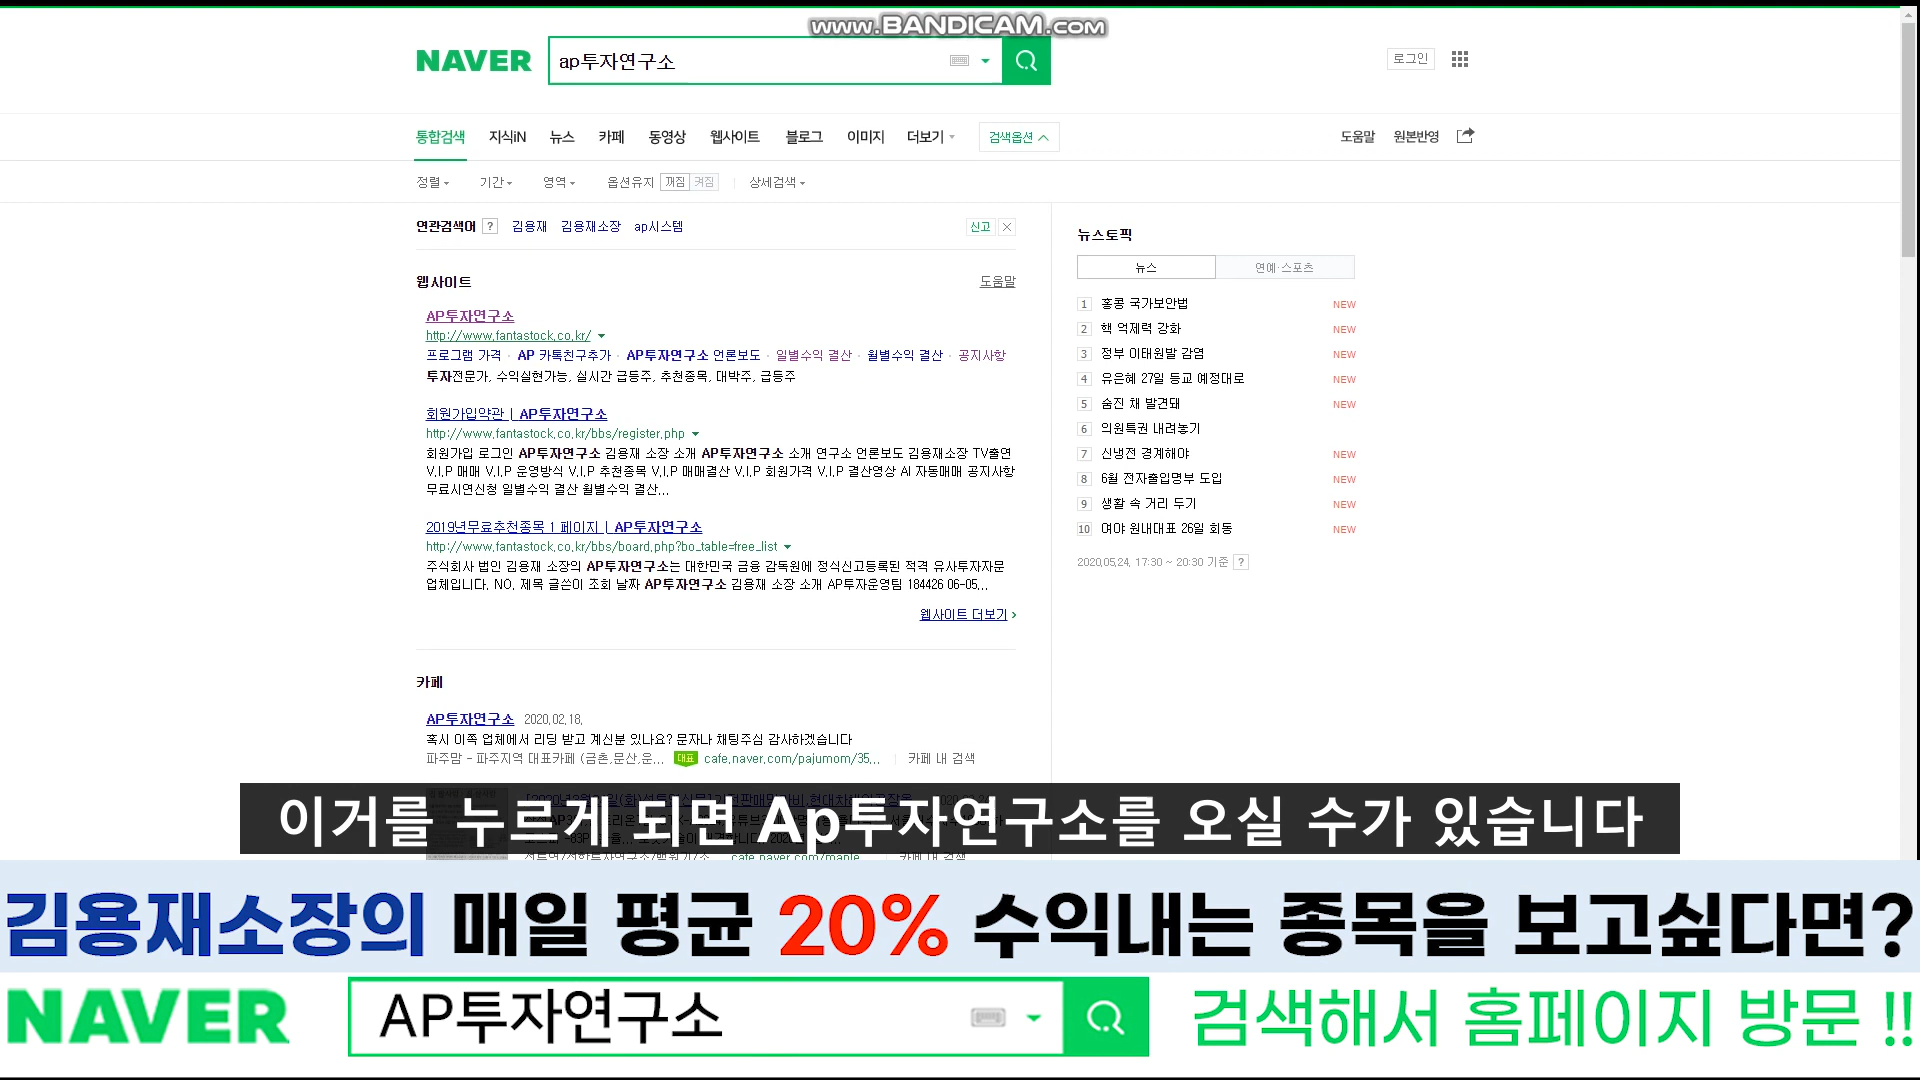 www.BANDICAM.com
NAVER
ap투자연구소
로그인
통합검색 지식iN 뉴스 카페 동영상 웹사이트 블로그 이미지 더보기 검색옵션
도움말 원본반영
정렬 기간 영역 옵션유지 꺼짐 켜짐 상세검색
연관검색어 ? 김용재 김용재소장 ap시스템 신고
웹사이트 도움말
AP투자연구소
http://www.fantastock.co.kr/
프로그램 가격 · AP 카톡친구추가 · AP투자연구소 언론보도 · 일별수익 결산 · 월별수익 결산 · 공지사항
투자전문가, 수익실현가능, 실시간 급등주, 추천종목, 대박주, 급등주
회원가입약관 | AP투자연구소
http://www.fantastock.co.kr/bbs/register.php
회원가입 로그인 AP투자연구소 김용재 소장 소개 AP투자연구소 소개 연구소 언론보도 김용재소장 TV출연
V.I.P 매매 V.I.P 운영방식 V.I.P 추천종목 V.I.P 매매결산 V.I.P 회원가격 V.I.P 결산영상 AI 자동매매 공지사항
무료시연신청 일별수익 결산 월별수익 결산...
2019년무료추천종목 1 페이지 | AP투자연구소
http://www.fantastock.co.kr/bbs/board.php?bo_table=free_list
주식회사 법인 김용재 소장의 AP투자연구소는 대한민국 금융 감독원에 정식신고등록된 적격 유사투자자문
업체입니다. NO. 제목 글쓴이 조회 날짜 AP투자연구소 김용재 소장 소개 AP투자운영팀 184426 06-05...
웹사이트 더보기
카페
AP투자연구소 2020.02.18.
혹시 이쪽 업체에서 리딩 받고 계신분 있나요? 문자나 채팅주심 감사하겠습니다
파주맘 - 파주지역 대표카페 (금촌,문산,운... 대표 cafe.naver.com/pajumom/35... 카페 내 검색
뉴스토픽
뉴스 연예·스포츠
1 홍콩 국가보안법 NEW
2 핵 억제력 강화 NEW
3 정부 이태원발 감염 NEW
4 유은혜 27일 등교 예정대로 NEW
5 숨진 채 발견돼 NEW
6 의원특권 내려놓기
7 신냉전 경계해야 NEW
8 6월 전자출입명부 도입 NEW
9 생활 속 거리 두기 NEW
10 여야 원내대표 26일 회동 NEW
2020.05.24. 17:30 ~ 20:30 기준 ?
이거를 누르게 되면 Ap투자연구소를 오실 수가 있습니다
김용재소장의 매일 평균 20% 수익내는 종목을 보고싶다면?
NAVER AP투자연구소 검색해서 홈페이지 방문 !!